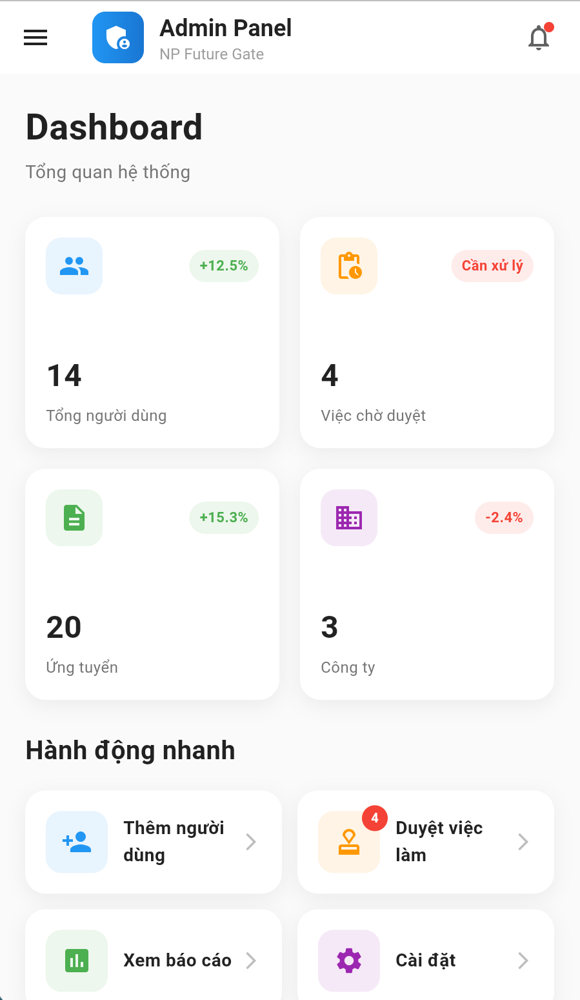 Admin Panel
NP Future Gate
Dashboard
Tổng quan hệ thống
+12.5%
14
Tổng người dùng
Cần xử lý
4
Việc chờ duyệt
+15.3%
20
Ứng tuyển
-2.4%
3
Công ty
Hành động nhanh
Thêm người
dùng
4
Duyệt việc
làm
Xem báo cáo
Cài đặt